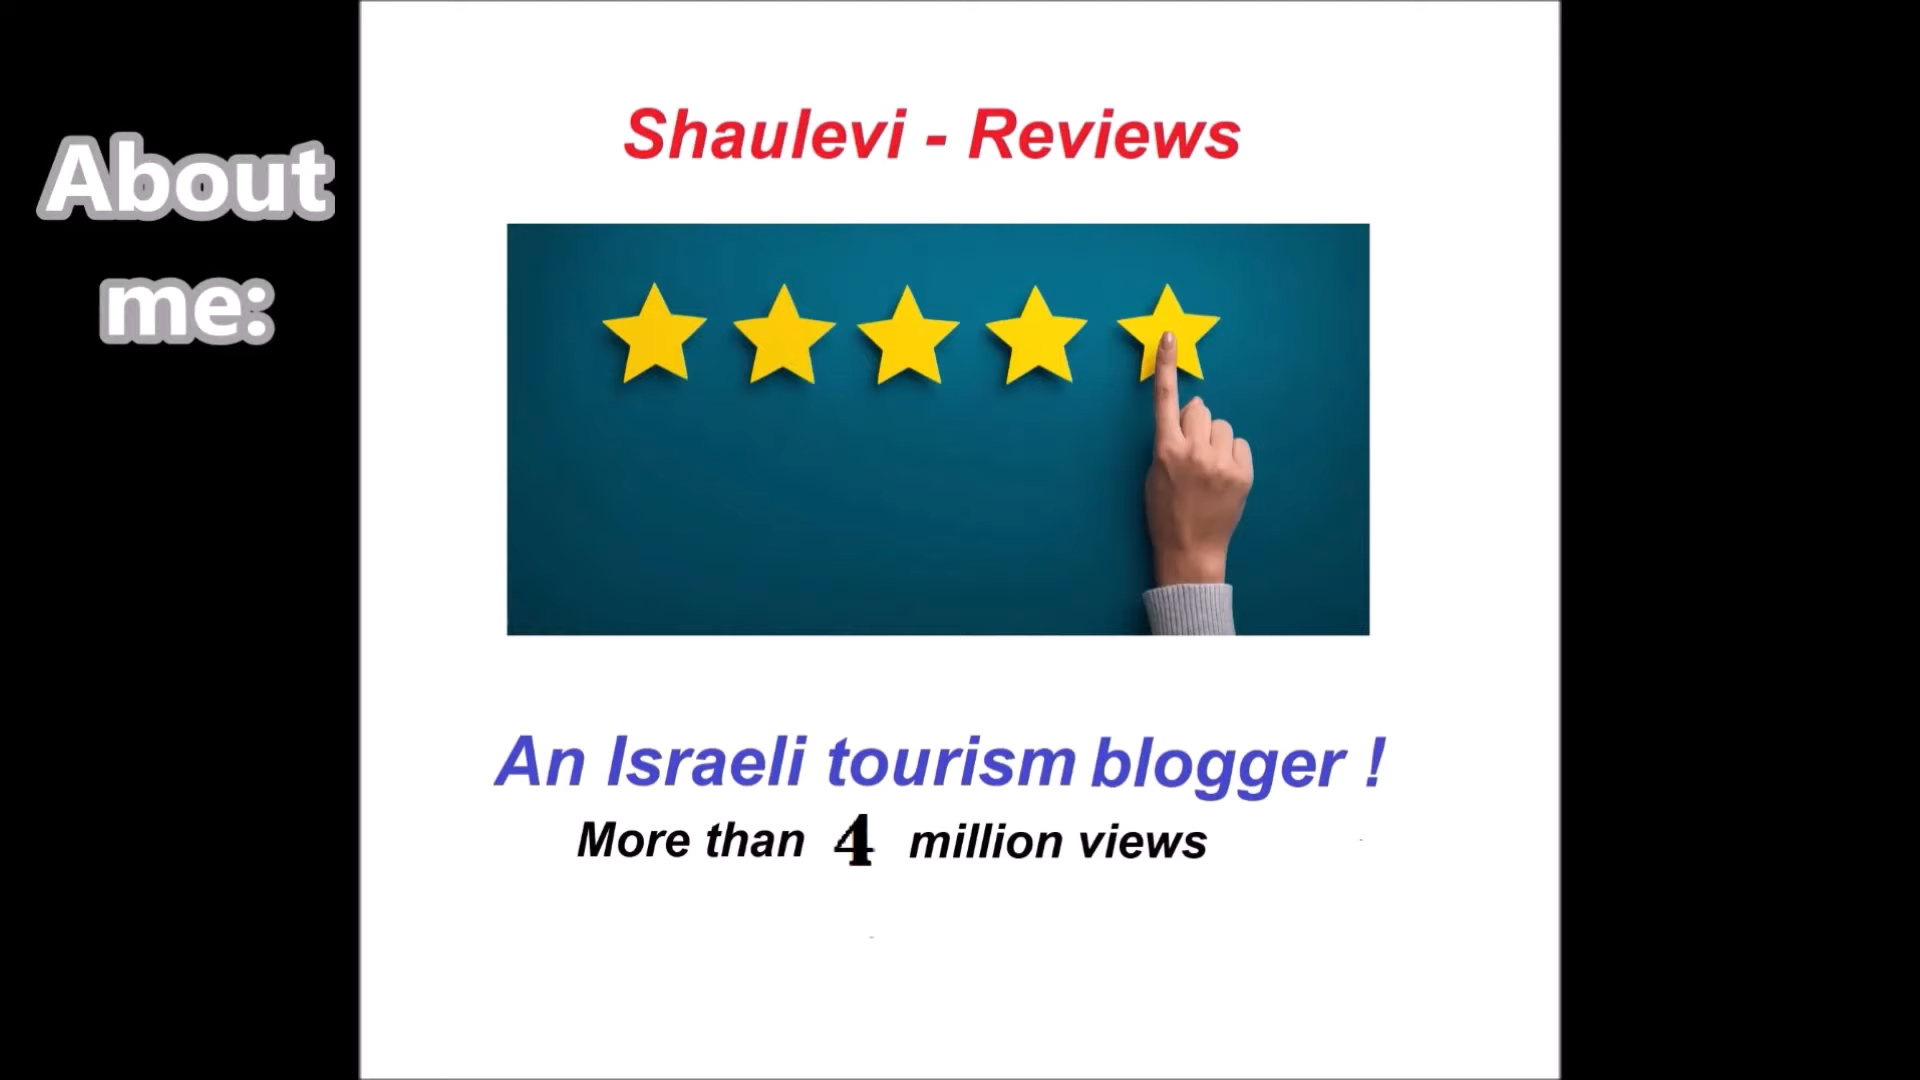 About
me:
Shaulevi - Reviews
An Israeli tourism blogger !
More than 4 million views